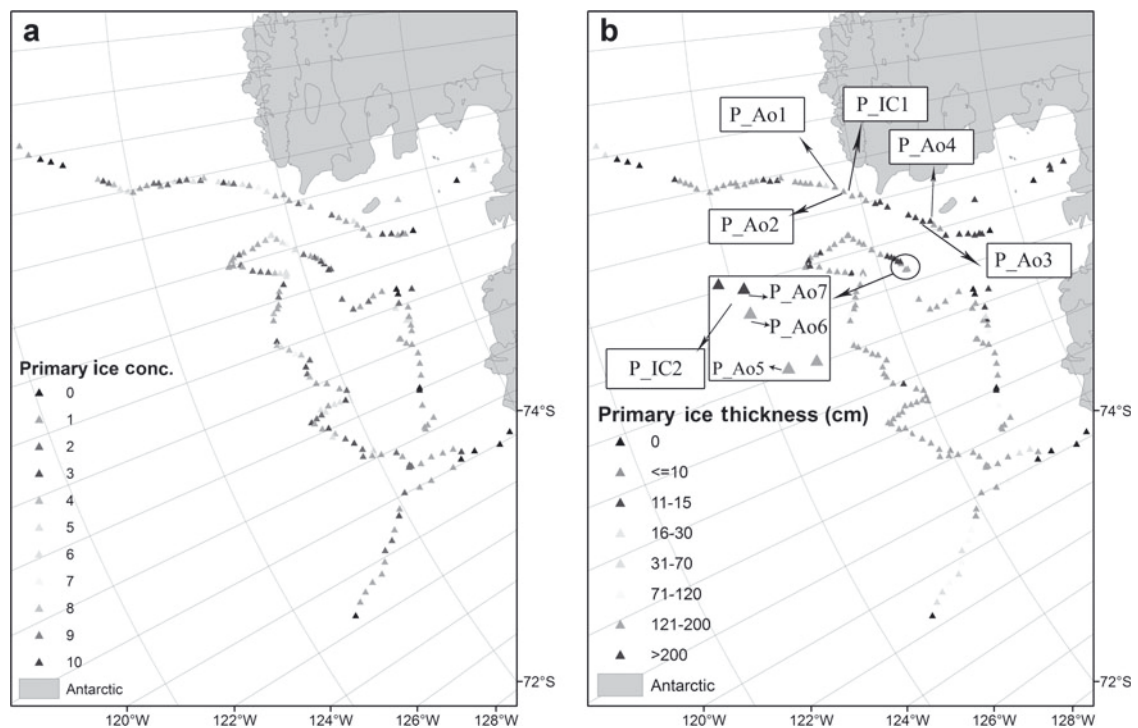 a
Primary ice conc.
0
1
2
3
4
5
6
7
8
9
10
Antarctic
74°S
72°S
120°W 122°W 124°W 126°W 128°W
b
P_Ao1
P_IC1
P_Ao4
P_Ao2
P_Ao3
P_Ao7
P_Ao6
P_IC2
P_Ao5
Primary ice thickness (cm)
0
<=10
11-15
16-30
31-70
71-120
121-200
>200
Antarctic
74°S
72°S
120°W 122°W 124°W 126°W 128°W